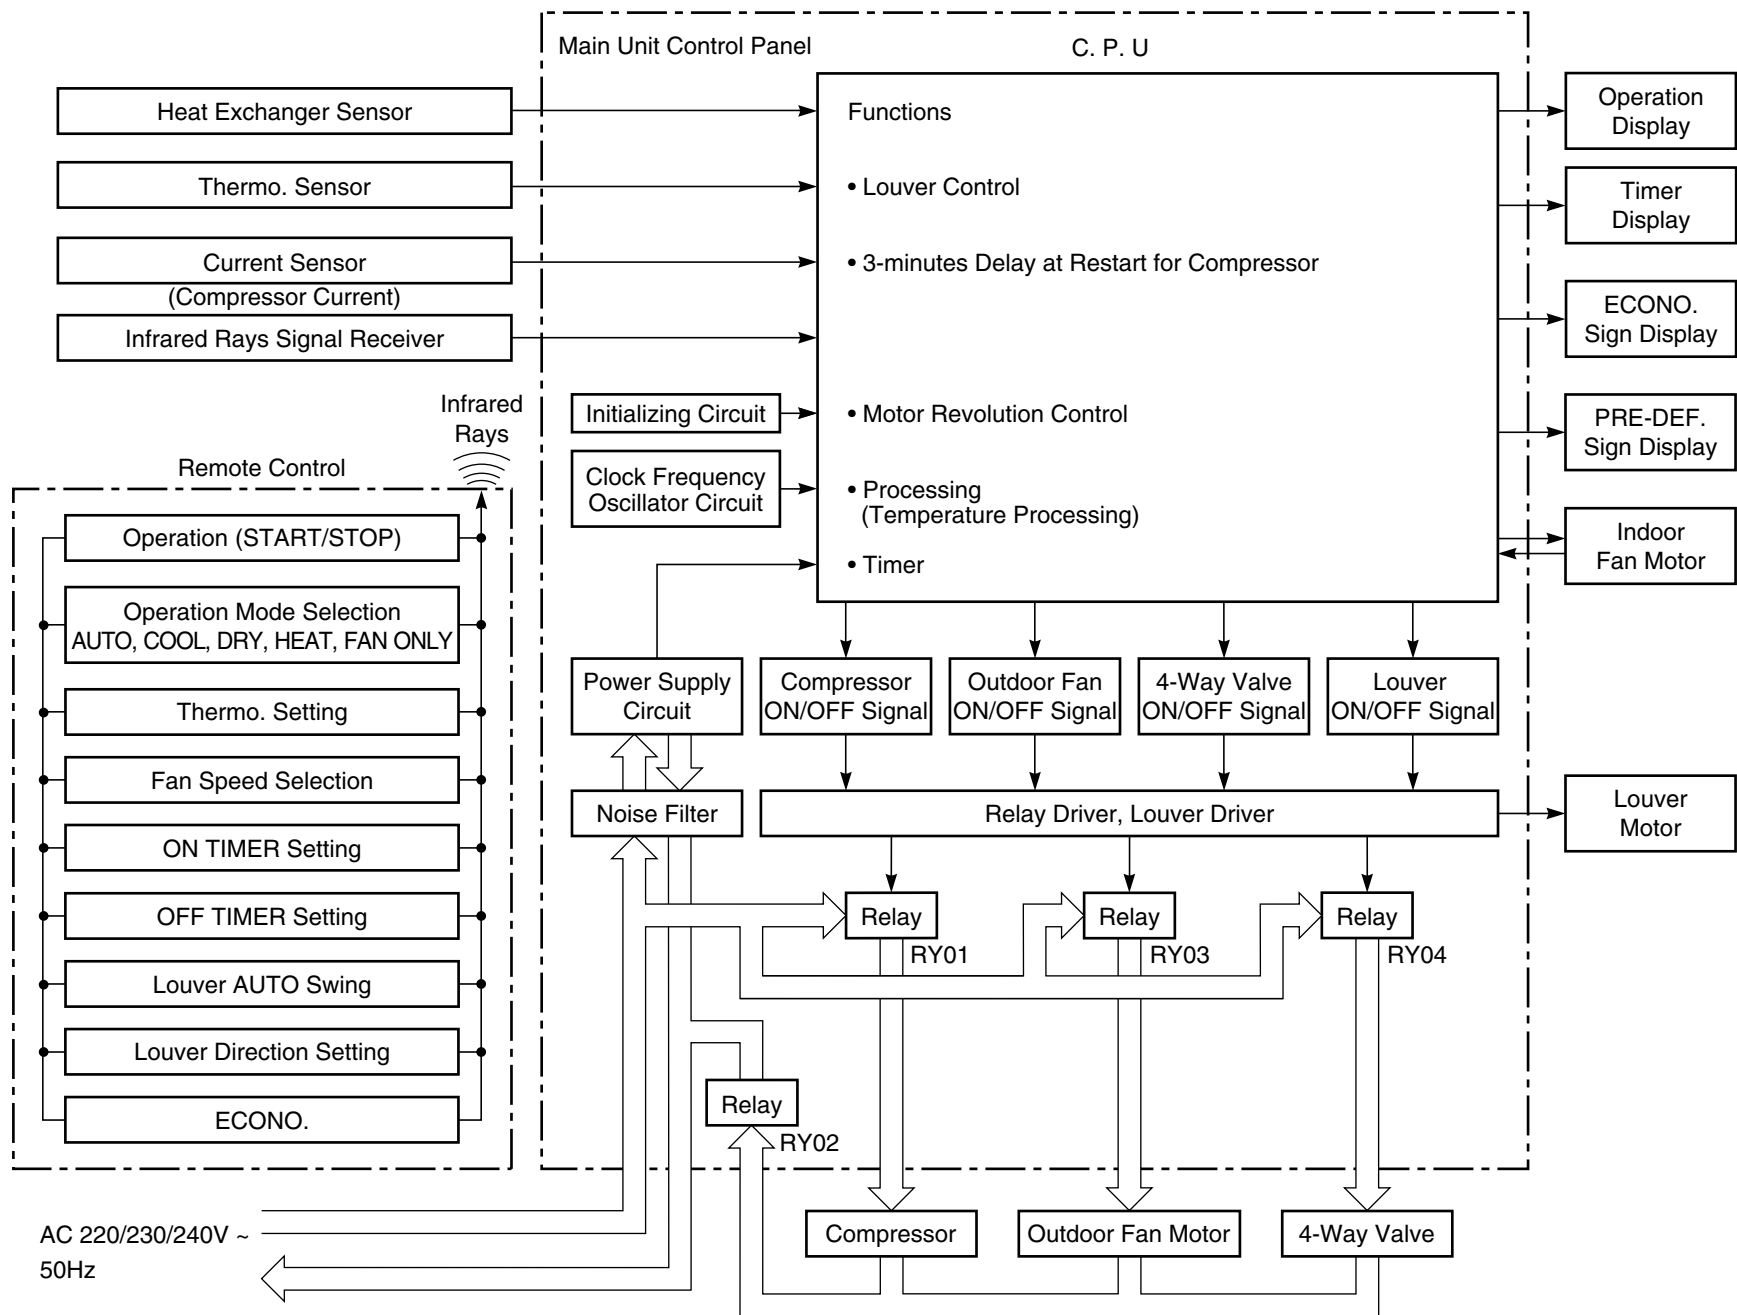 Main Unit Control Panel
C. P. U
Heat Exchanger Sensor
Thermo. Sensor
Current Sensor
(Compressor Current)
Infrared Rays Signal Receiver
Functions
• Louver Control
• 3-minutes Delay at Restart for Compressor
• Motor Revolution Control
• Processing
(Temperature Processing)
• Timer
Initializing Circuit
Clock Frequency
Oscillator Circuit
Operation
Display
Timer
Display
ECONO.
Sign Display
PRE-DEF.
Sign Display
Indoor
Fan Motor
Infrared
Rays
Remote Control
Operation (START/STOP)
Operation Mode Selection
AUTO, COOL, DRY, HEAT, FAN ONLY
Thermo. Setting
Fan Speed Selection
ON TIMER Setting
OFF TIMER Setting
Louver AUTO Swing
Louver Direction Setting
ECONO.
Power Supply
Circuit
Compressor
ON/OFF Signal
Outdoor Fan
ON/OFF Signal
4-Way Valve
ON/OFF Signal
Louver
ON/OFF Signal
Noise Filter
Relay Driver, Louver Driver
Louver
Motor
Relay
RY01
Relay
RY03
Relay
RY04
Relay
RY02
AC 220/230/240V ~
50Hz
Compressor
Outdoor Fan Motor
4-Way Valve